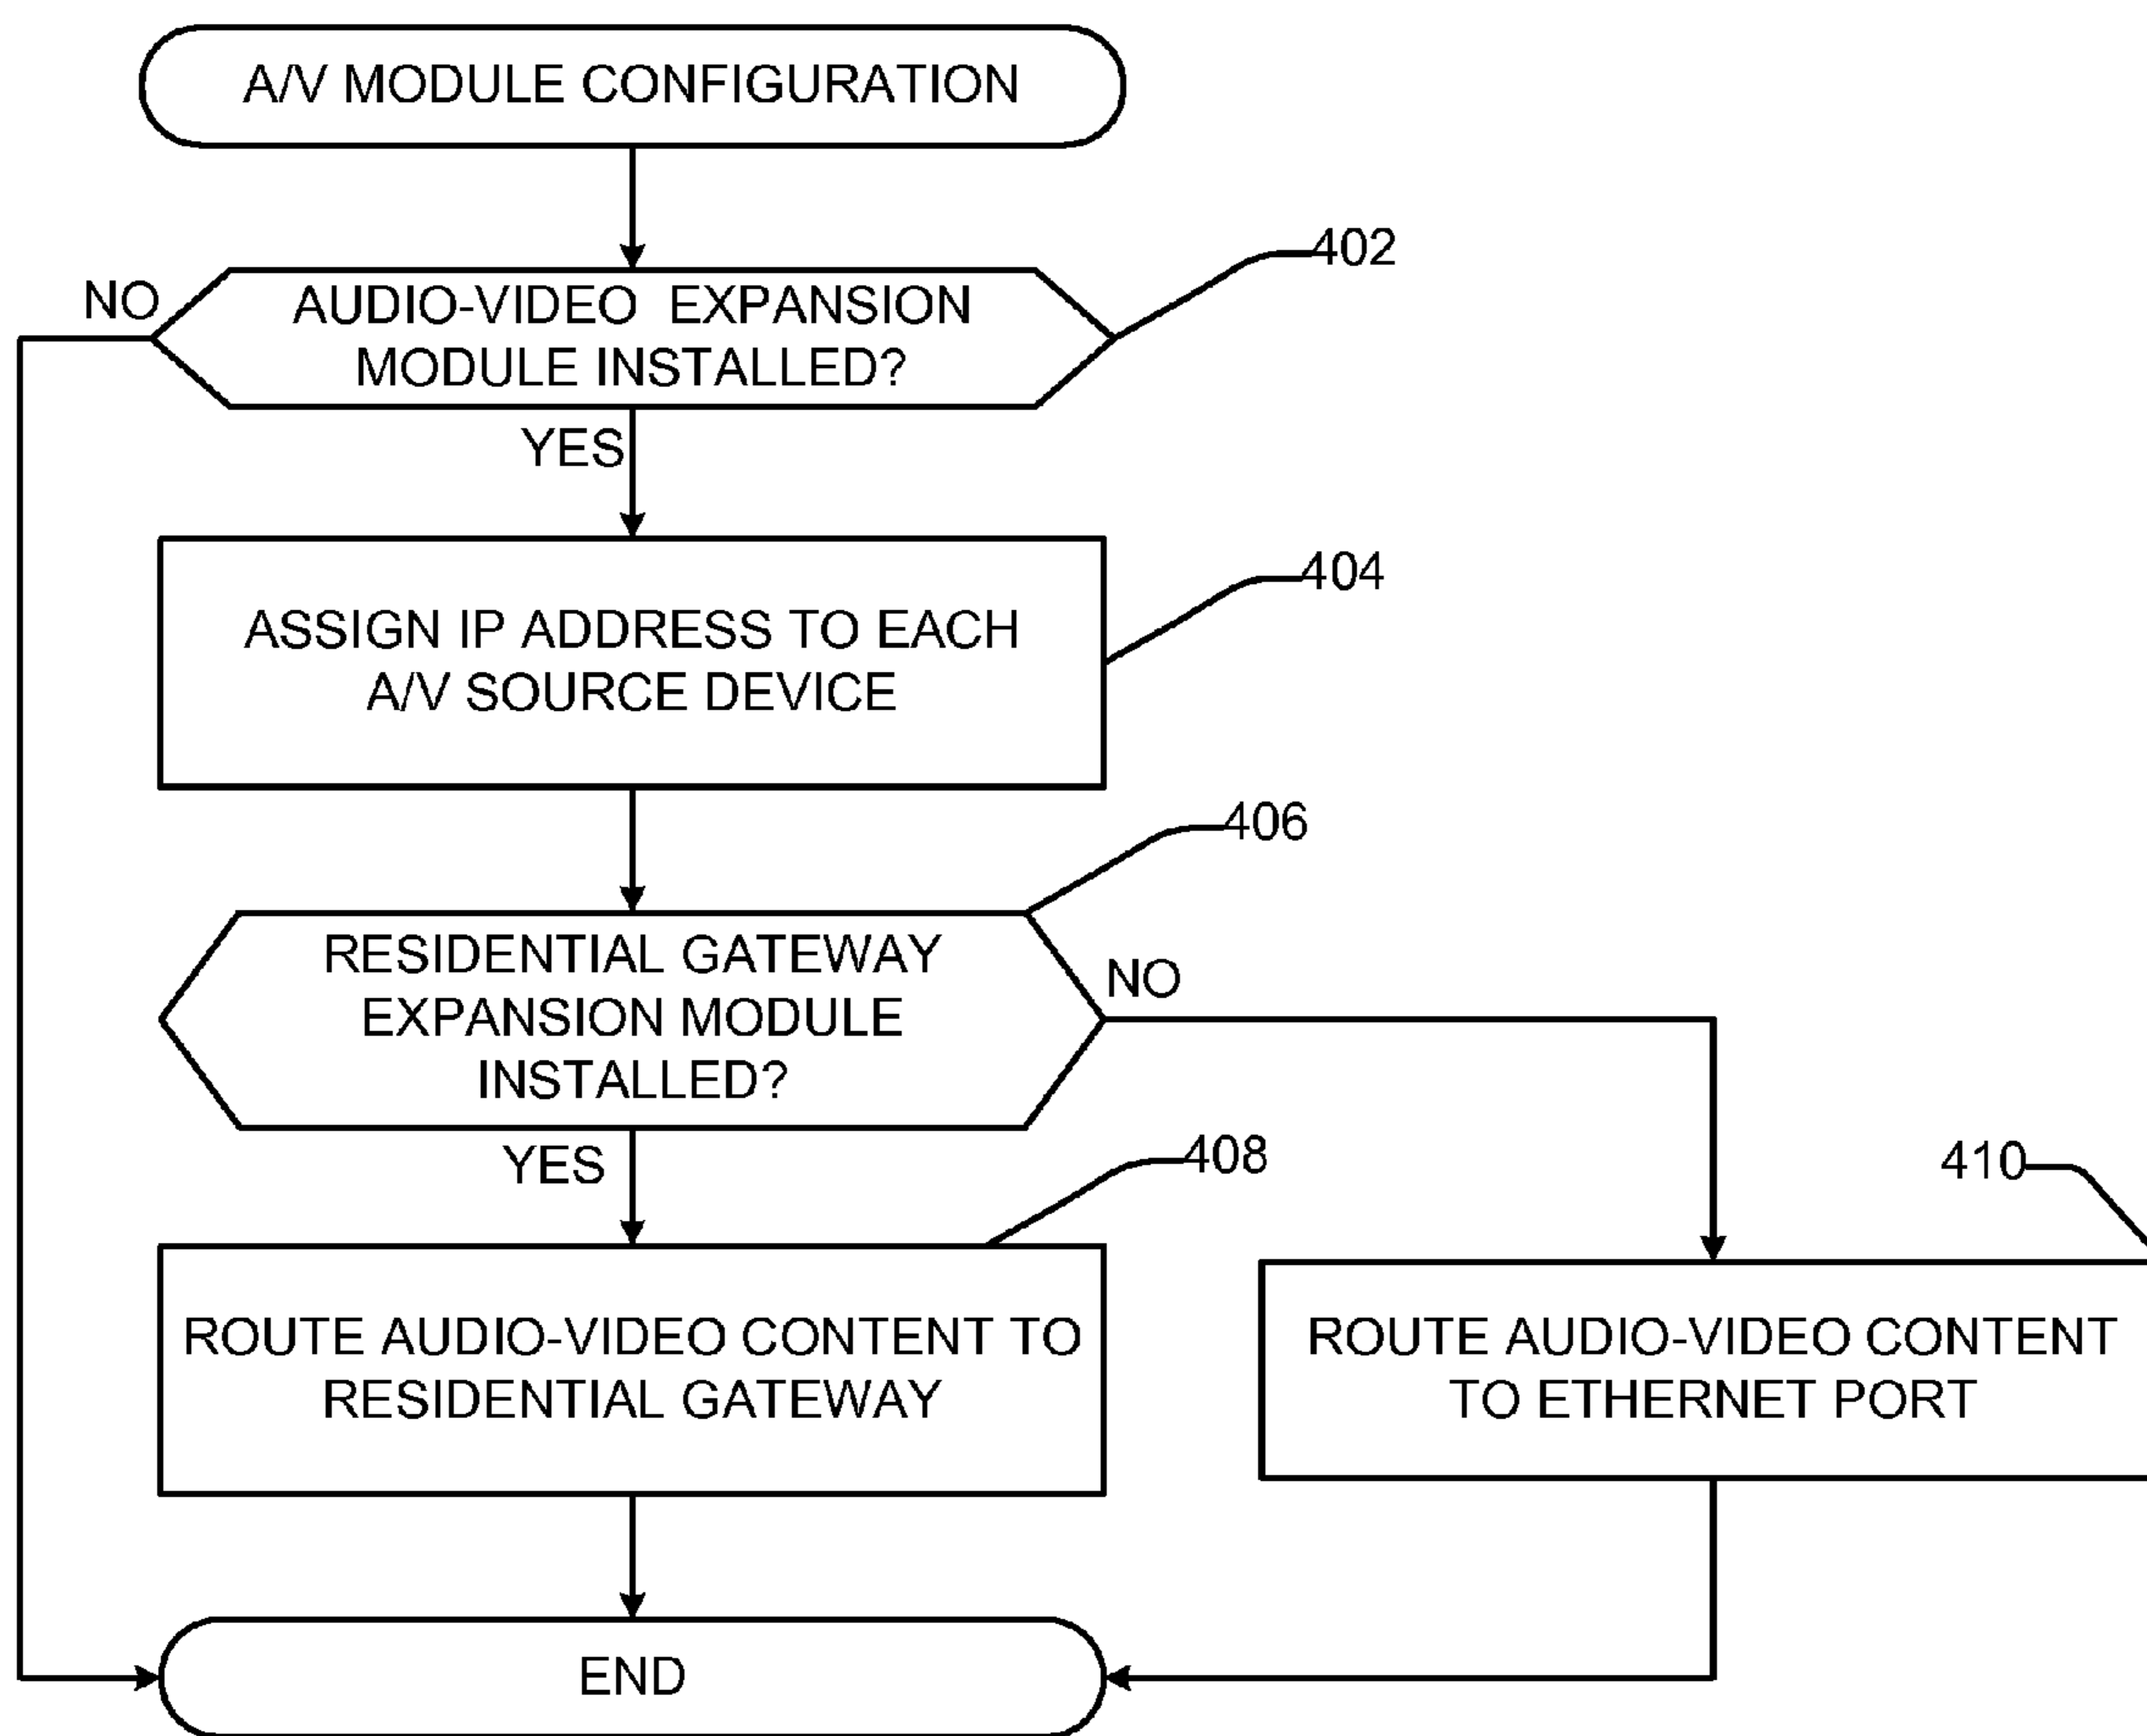 A/V MODULE CONFIGURATION
402
NO
AUDIO-VIDEO EXPANSION
MODULE INSTALLED?
YES
404
ASSIGN IP ADDRESS TO EACH
A/V SOURCE DEVICE
406
RESIDENTIAL GATEWAY
EXPANSION MODULE
INSTALLED?
NO
YES
408
410
ROUTE AUDIO-VIDEO CONTENT TO
RESIDENTIAL GATEWAY
ROUTE AUDIO-VIDEO CONTENT
TO ETHERNET PORT
END